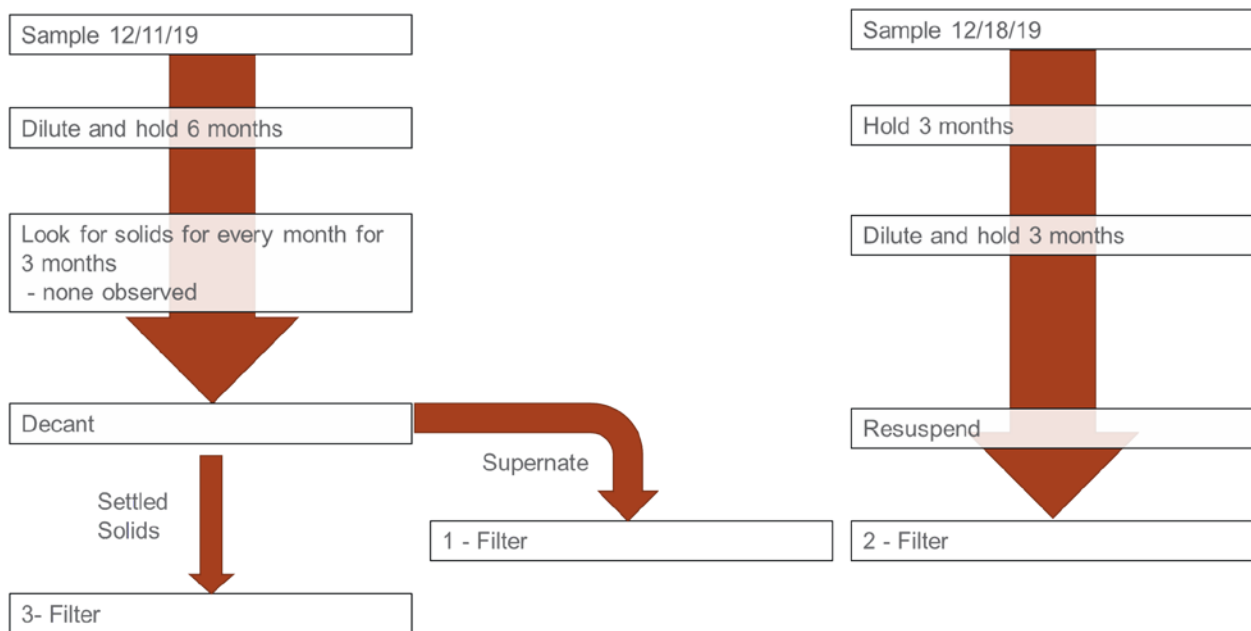 Sample 12/11/19
Dilute and hold 6 months
Look for solids for every month for
3 months
- none observed
Decant
Settled
Solids
3- Filter
Supernate
1 - Filter
Sample 12/18/19
Hold 3 months
Dilute and hold 3 months
Resuspend
2 - Filter